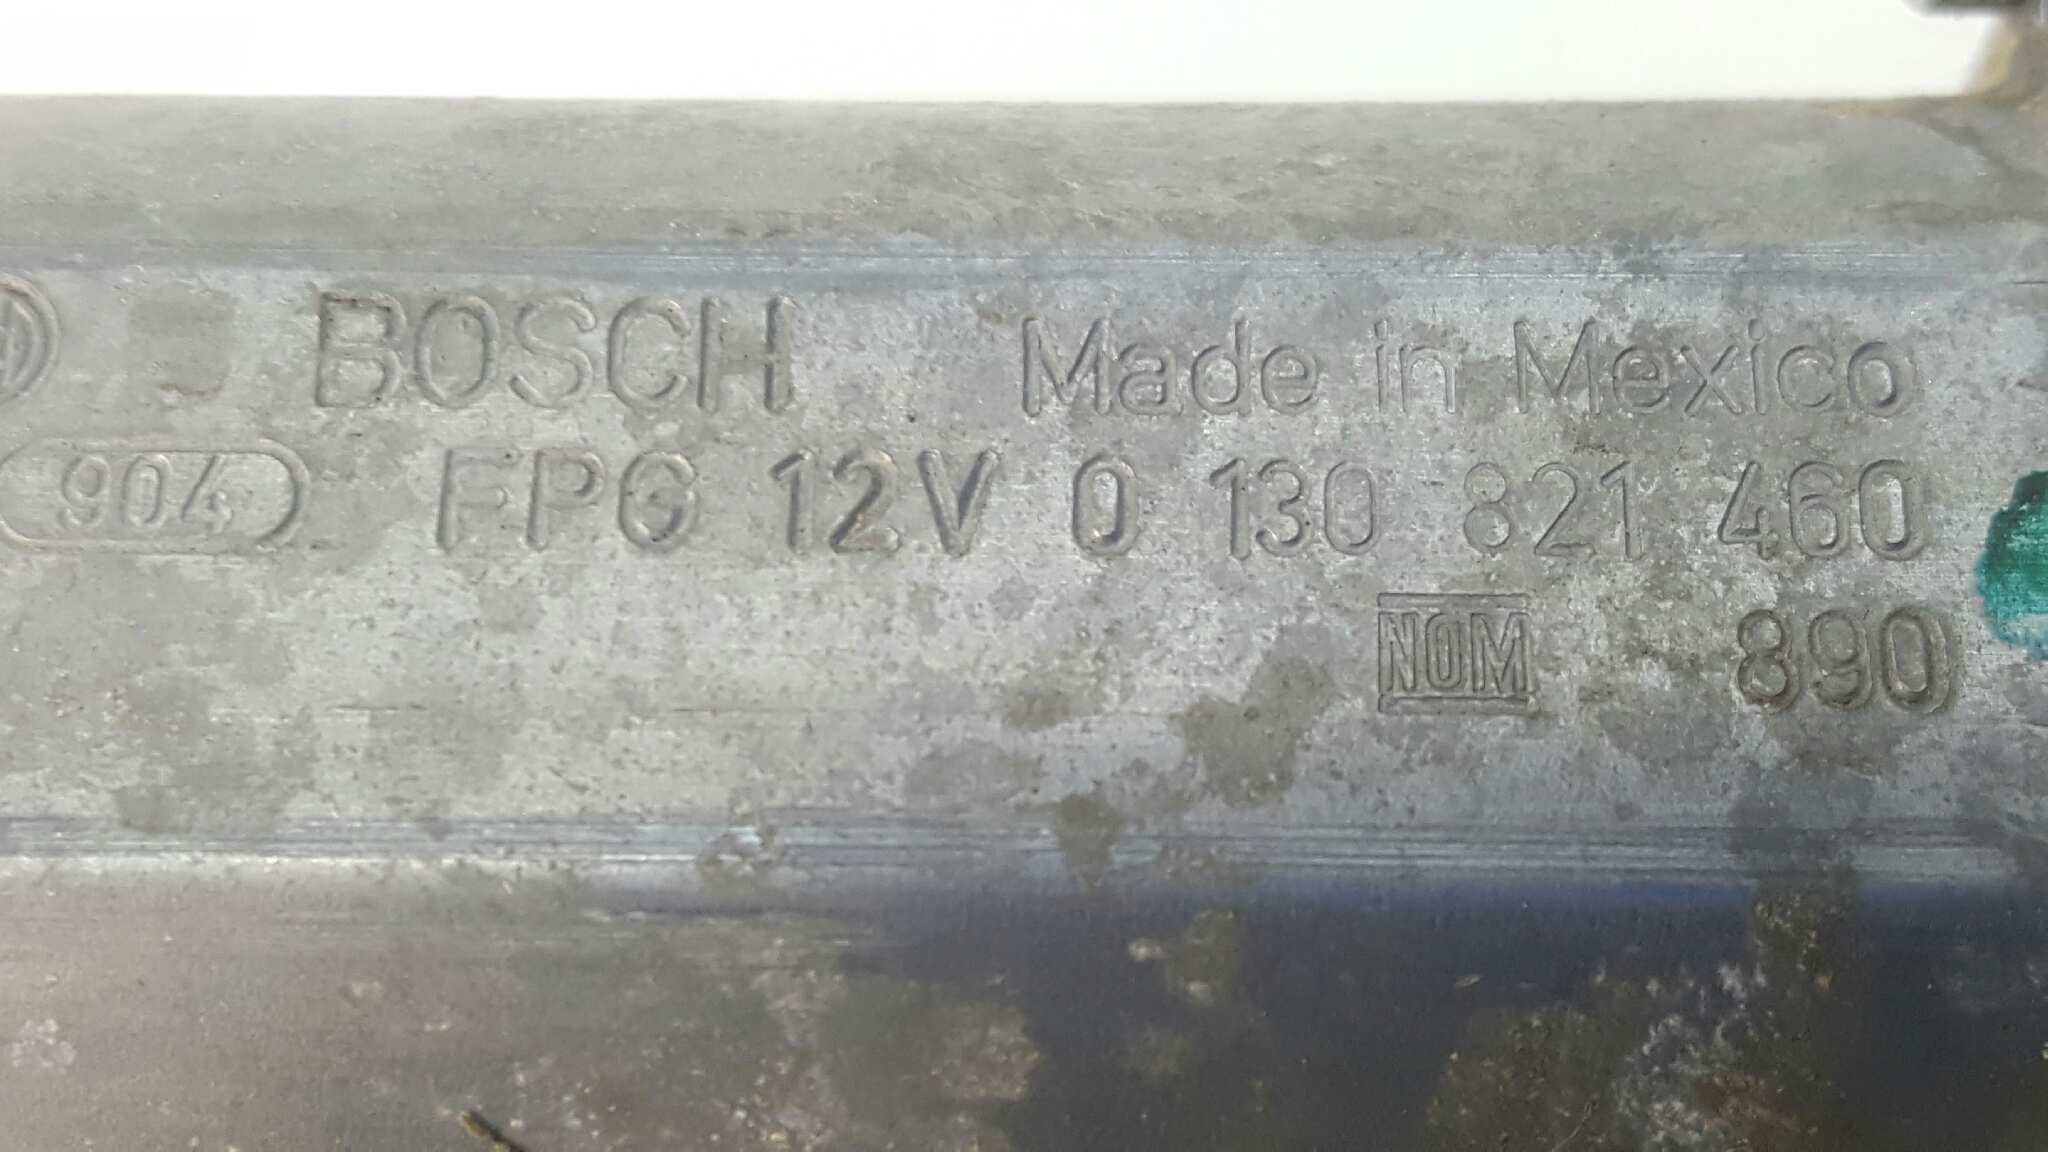 BOSCH Made in Mexico
904 FPG 12V 0 130 821 460
NOM 890